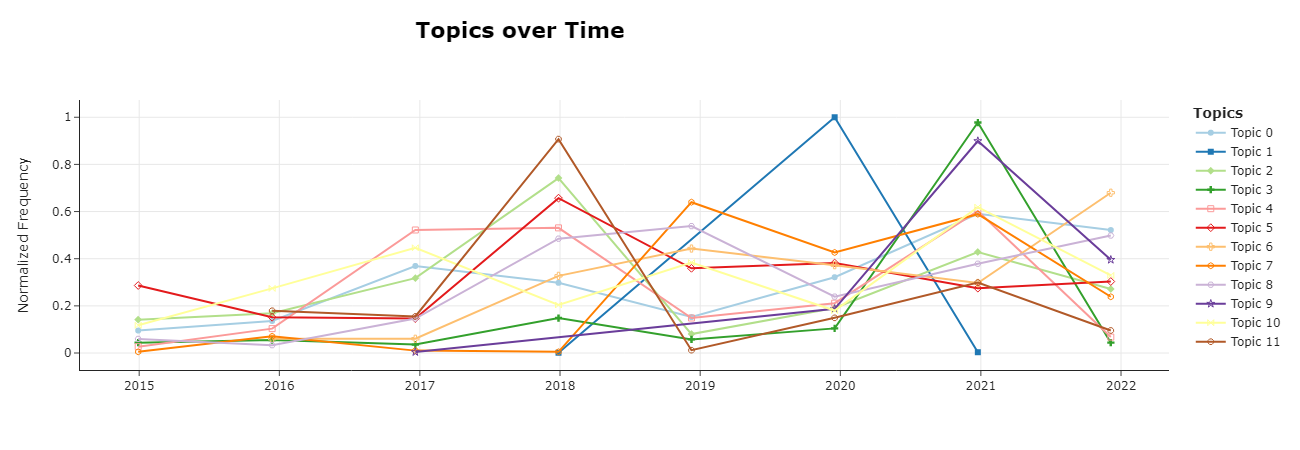 Topics over Time
Normalized Frequency
1
0.8
0.6
0.4
0.2
0
2015 2016 2017 2018 2019 2020 2021 2022
Topics
Topic 0
Topic 1
Topic 2
Topic 3
Topic 4
Topic 5
Topic 6
Topic 7
Topic 8
Topic 9
Topic 10
Topic 11